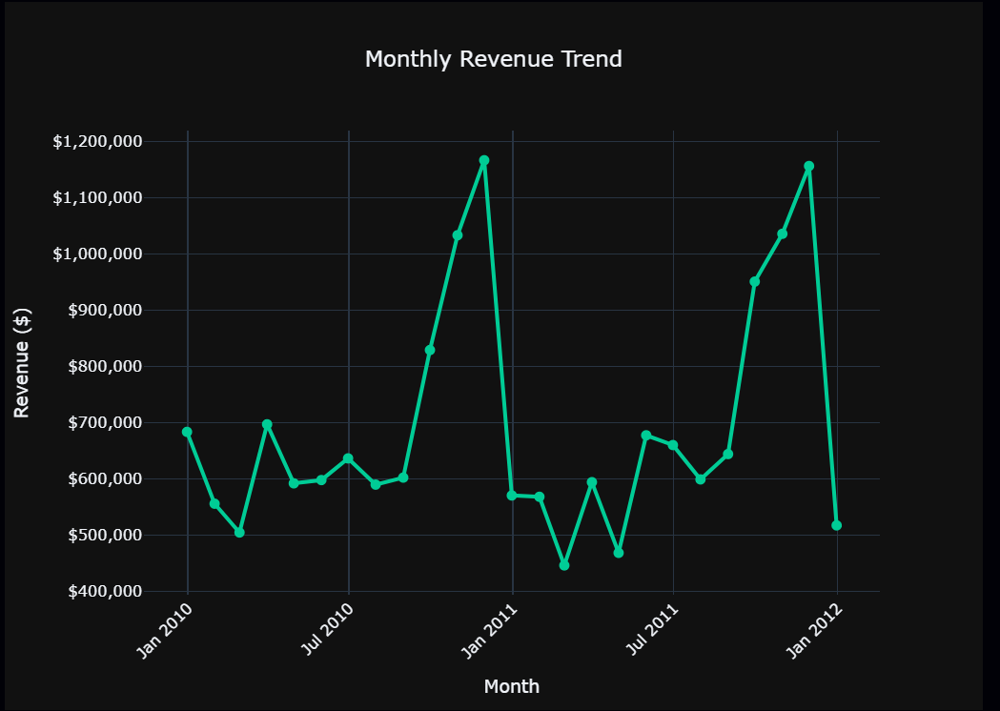 Monthly Revenue Trend
$1,200,000
$1,100,000
$1,000,000
$900,000
$800,000
$700,000
$600,000
$500,000
$400,000
Revenue ($)
Jan 2010
Jul 2010
Jan 2011
Jul 2011
Jan 2012
Month